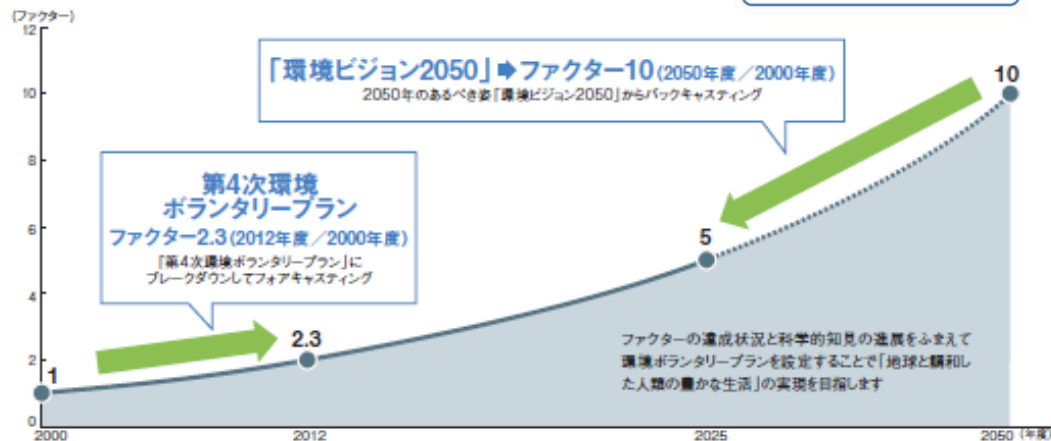 (ファクター)
12
10
8
6
4
2
0
「環境ビジョン2050」➡ファクター10(2050年度／2000年度)
2050年のあるべき姿「環境ビジョン2050」からバックキャスティング
第4次環境
ボランタリープラン
ファクター2.3(2012年度／2000年度)
「第4次環境ボランタリープラン」に
ブレークダウンしてフォアキャスティング
1
2.3
5
10
ファクターの達成状況と科学的知見の進展をふまえて
環境ボランタリープランを設定することで「地球と調和し
た人類の豊かな生活」の実現を目指します
2000
2012
2025
2050 (年度)